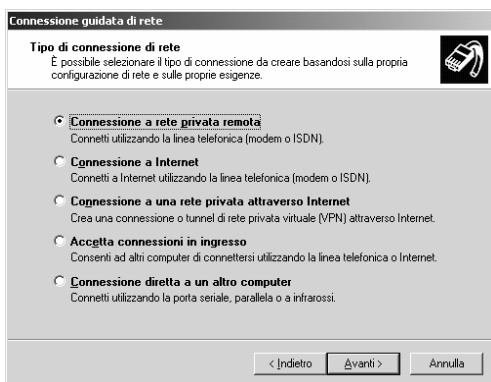 Connessione guidata di rete
Tipo di connessione di rete
È possibile selezionare il tipo di connessione da creare basandosi sulla propria
configurazione di rete e sulle proprie esigenze.
Connessione a rete privata remota
Connetti utilizzando la linea telefonica (modem o ISDN).
Connessione a Internet
Connetti a Internet utilizzando la linea telefonica (modem o ISDN).
Connessione a una rete privata attraverso Internet
Crea una connessione o tunnel di rete privata virtuale (VPN) attraverso Internet.
Accetta connessioni in ingresso
Consenti ad altri computer di connettersi utilizzando la linea telefonica o Internet.
Connessione diretta a un altro computer
Connetti utilizzando la porta seriale, parallela o a infrarossi.
< Indietro
Avanti >
Annulla